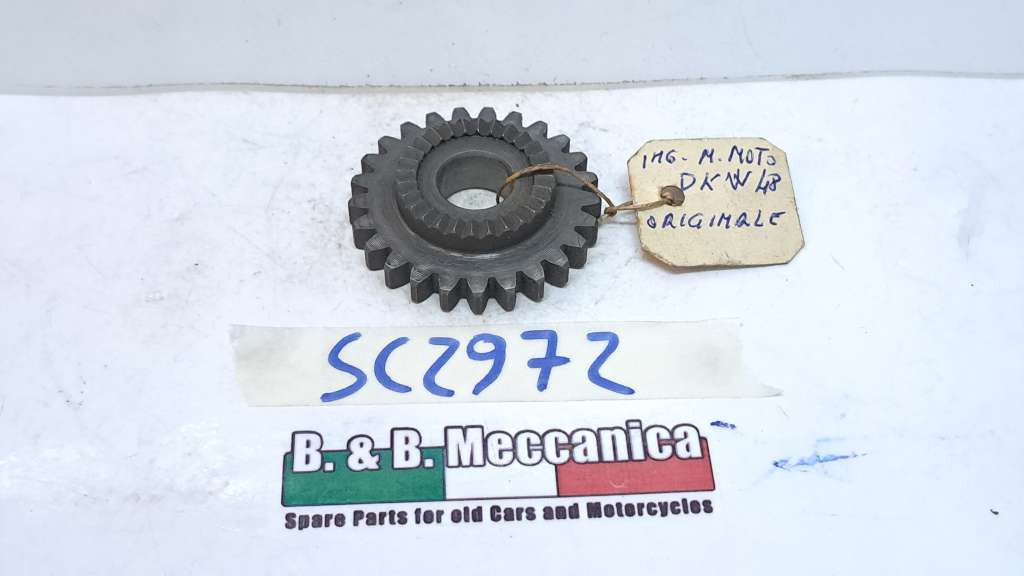 ING. M. MOTO
DKW 48
ORIGINALE
SC2972
B. & B. Meccanica
Spare Parts for old Cars and Motorcycles